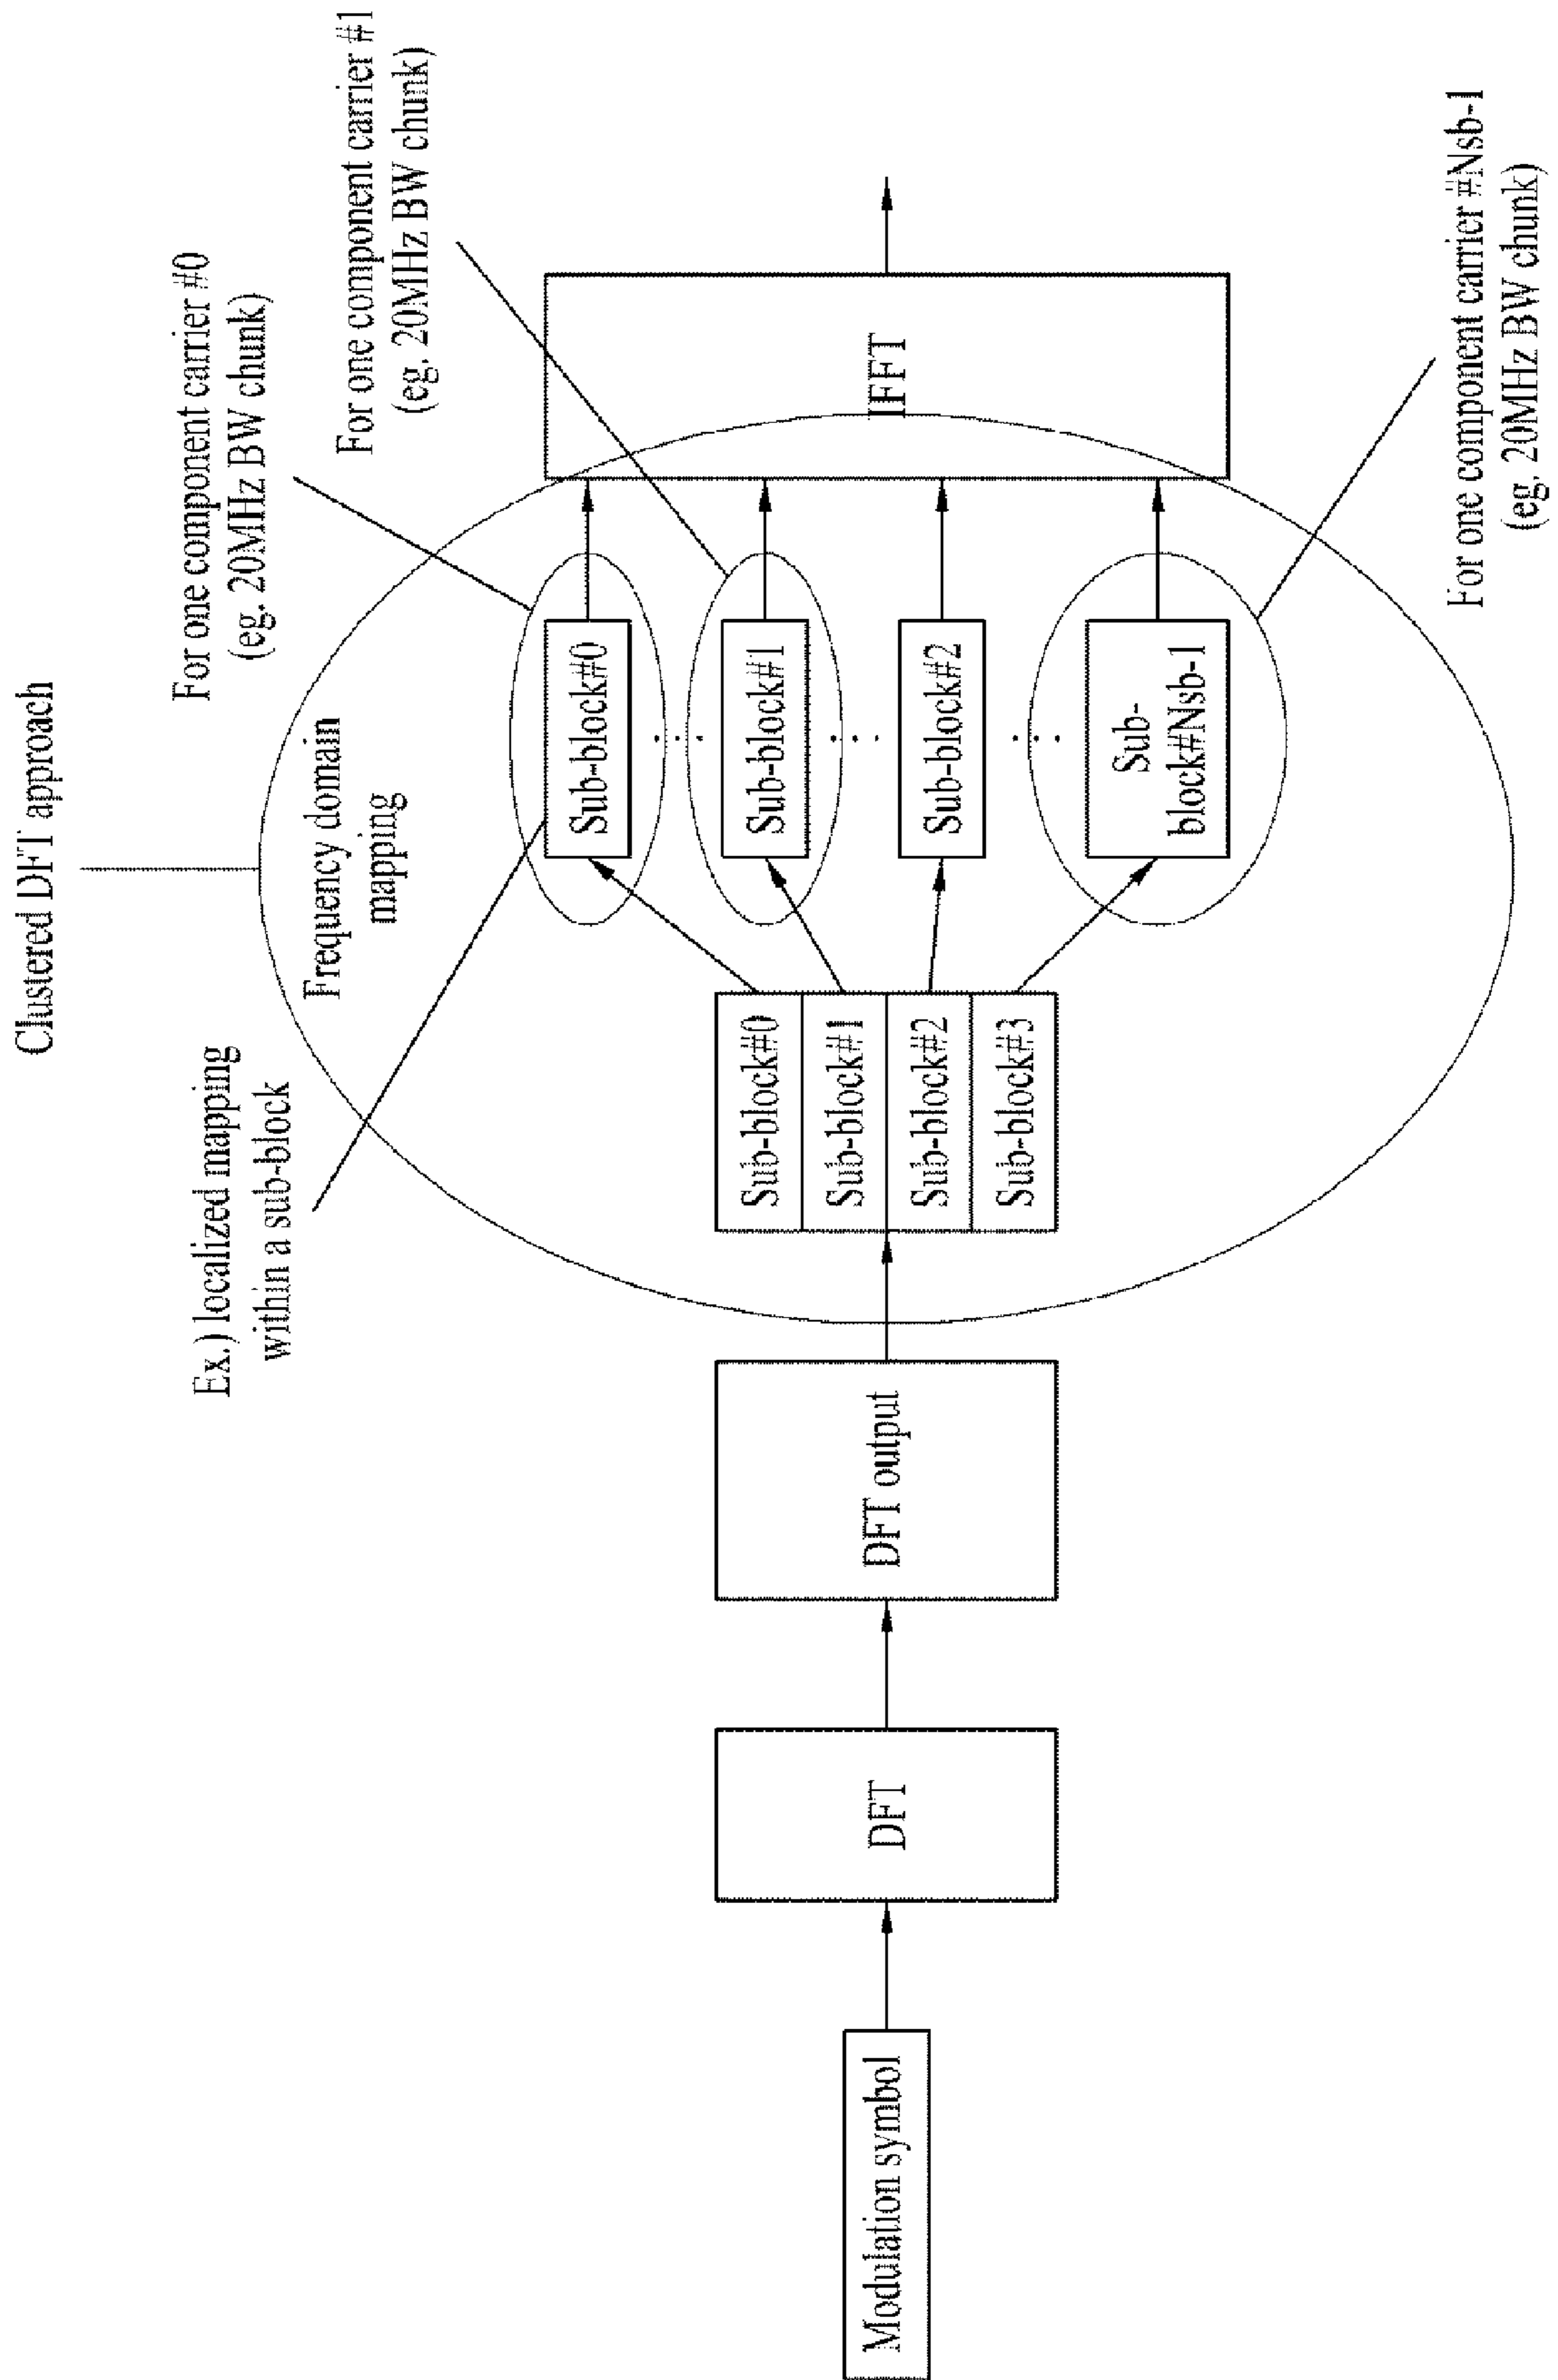 Clustered DFT approach
For one component carrier #0
(eg. 20MHz BW chunk)
For one component carrier #1
(eg. 20MHz BW chunk)
Ex.) localized mapping
within a sub-block
Frequency domain
mapping
Modulation symbol
DFT
DFT output
Sub-block#0
Sub-block#1
Sub-block#2
Sub-block#3
Sub-block#0
Sub-block#1
Sub-block#2
Sub-
block#Nsb-1
IFFT
For one component carrier #Nsb-1
(eg. 20MHz BW chunk)